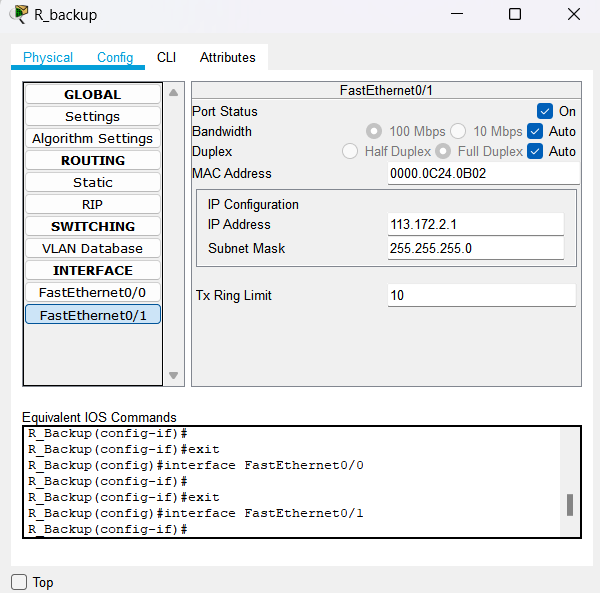 R_backup
Physical Config CLI Attributes
GLOBAL
Settings
Algorithm Settings
ROUTING
Static
RIP
SWITCHING
VLAN Database
INTERFACE
FastEthernet0/0
FastEthernet0/1
FastEthernet0/1
Port Status On
Bandwidth 100 Mbps 10 Mbps Auto
Duplex Half Duplex Full Duplex Auto
MAC Address 0000.0C24.0B02
IP Configuration
IP Address 113.172.2.1
Subnet Mask 255.255.255.0
Tx Ring Limit 10
Equivalent IOS Commands
R_Backup(config-if)#
R_Backup(config-if)#exit
R_Backup(config)#interface FastEthernet0/0
R_Backup(config-if)#
R_Backup(config-if)#exit
R_Backup(config)#interface FastEthernet0/1
R_Backup(config-if)#
Top